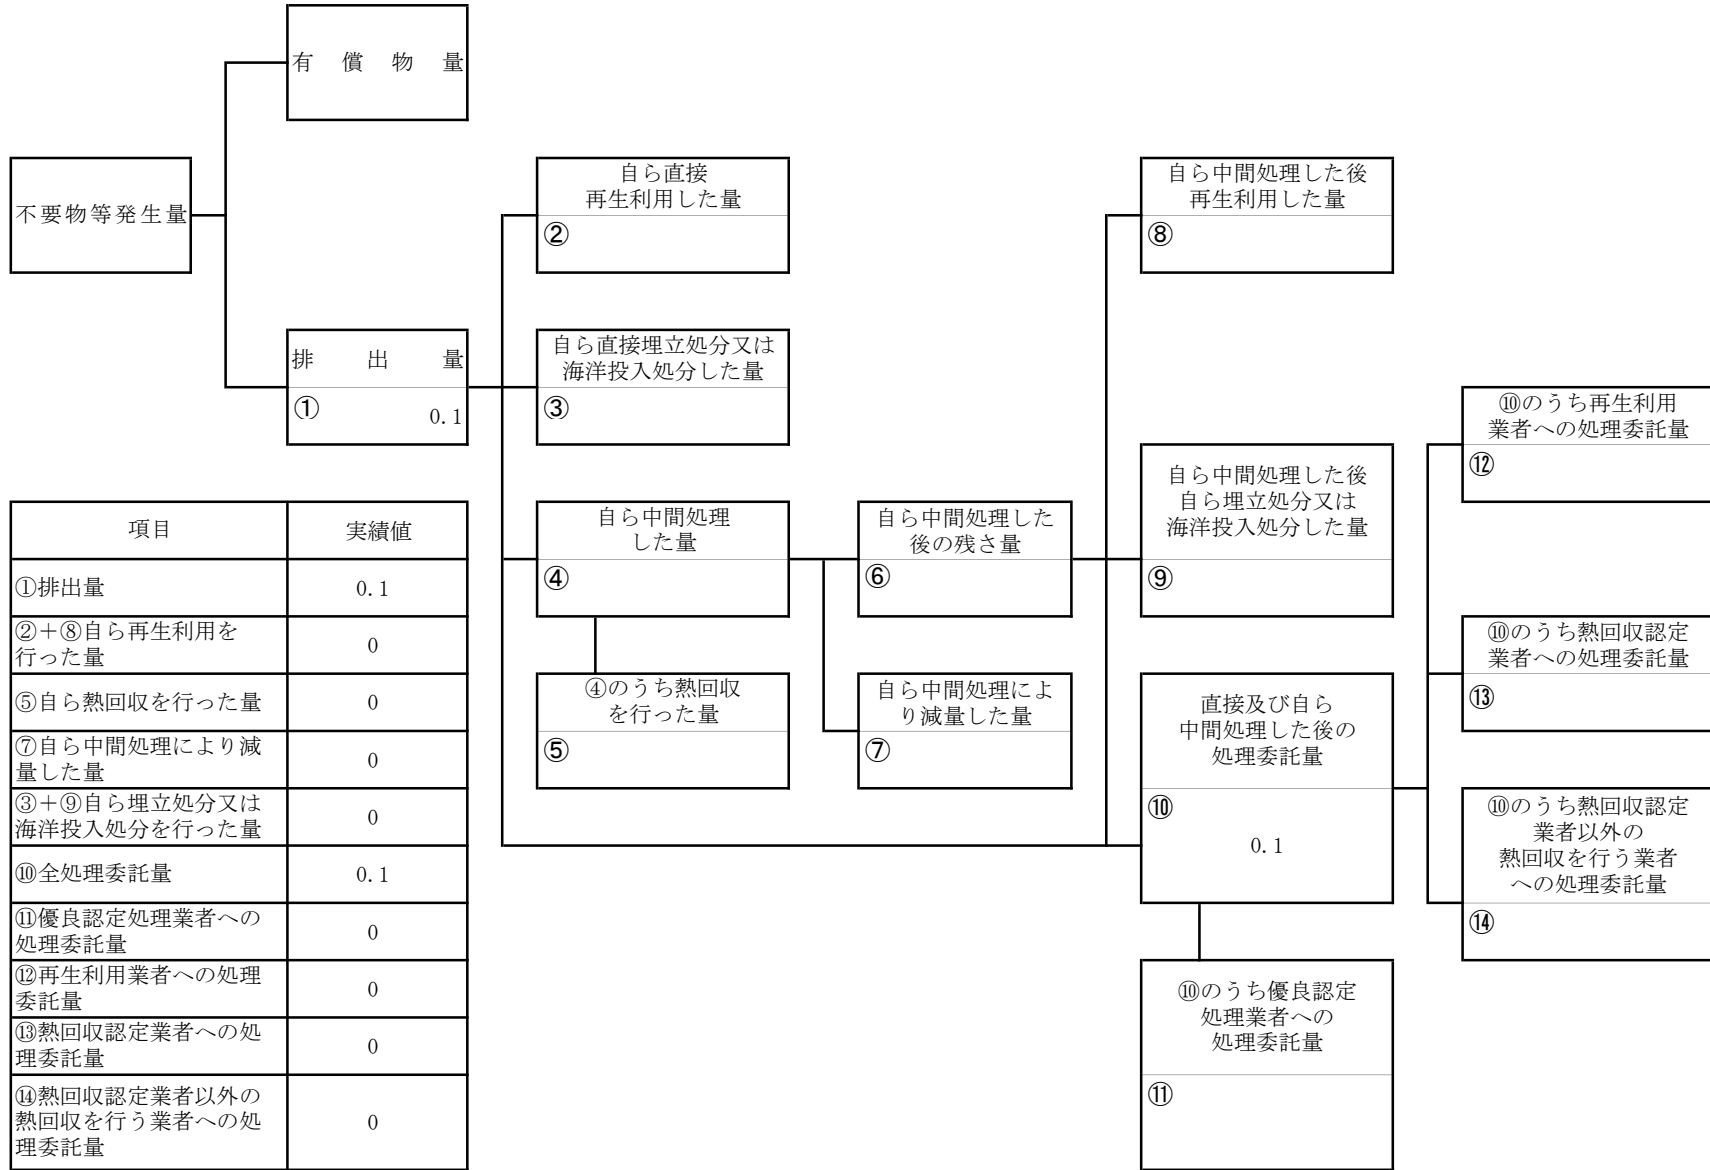 有償物量
不要物等発生量
排出量
①
0.1
自ら直接
再生利用した量
②
自ら直接埋立処分又は
海洋投入処分した量
③
自ら中間処理
した量
④
④のうち熱回収
を行った量
⑤
自ら中間処理した
後の残さ量
⑥
自ら中間処理によ
り減量した量
⑦
自ら中間処理した後
再生利用した量
⑧
自ら中間処理した後
自ら埋立処分又は
海洋投入処分した量
⑨
直接及び自ら
中間処理した後の
処理委託量
⑩
0.1
⑩のうち優良認定
処理業者への
処理委託量
⑪
⑩のうち再生利用
業者への処理委託量
⑫
⑩のうち熱回収認定
業者への処理委託量
⑬
⑩のうち熱回収認定
業者以外の
熱回収を行う業者
への処理委託量
⑭
項目 実績値
①排出量 0.1
②＋⑧自ら再生利用を
行った量 0
⑤自ら熱回収を行った量 0
⑦自ら中間処理により減
量した量 0
③＋⑨自ら埋立処分又は
海洋投入処分を行った量 0
⑩全処理委託量 0.1
⑪優良認定処理業者への
処理委託量 0
⑫再生利用業者への処理
委託量 0
⑬熱回収認定業者への処
理委託量 0
⑭熱回収認定業者以外の
熱回収を行う業者への処
理委託量 0